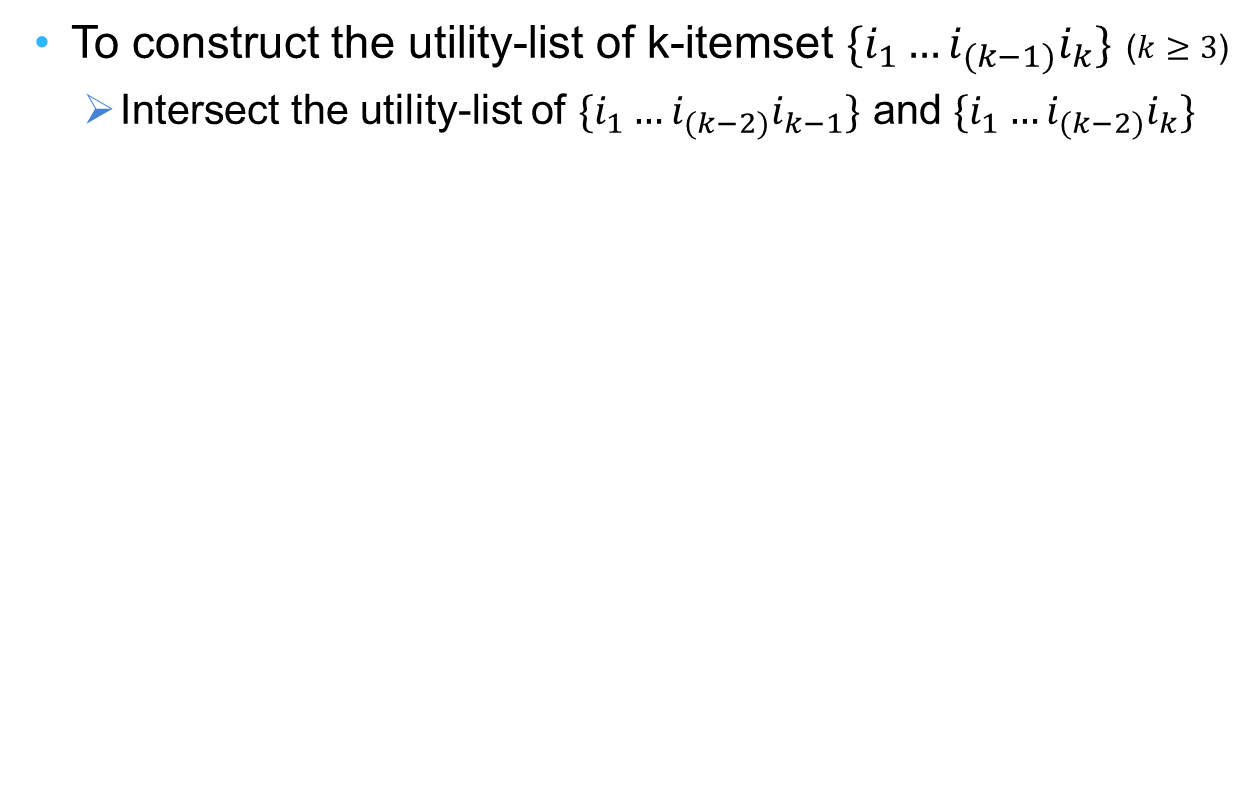 • To construct the utility-list of k-itemset {i₁ … i₍ₖ₋₁₎iₖ} (k ≥ 3)
➢ Intersect the utility-list of {i₁ … i₍ₖ₋₂₎iₖ₋₁} and {i₁ … i₍ₖ₋₂₎iₖ}